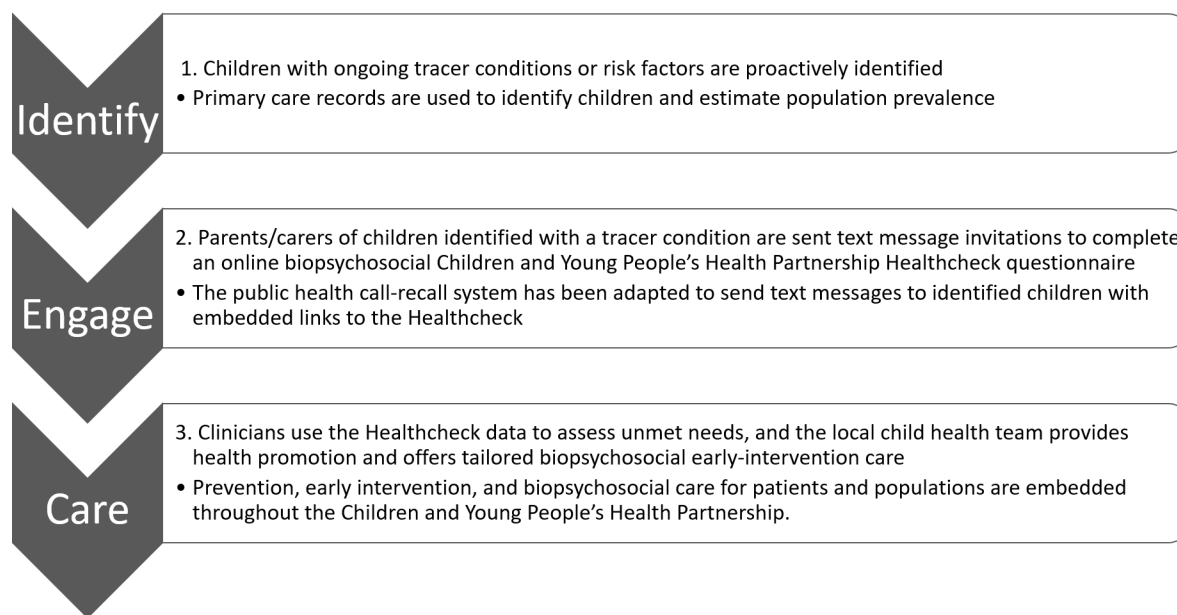 Identify
1. Children with ongoing tracer conditions or risk factors are proactively identified
• Primary care records are used to identify children and estimate population prevalence
Engage
2. Parents/carers of children identified with a tracer condition are sent text message invitations to complete
an online biopsychosocial Children and Young People's Health Partnership Healthcheck questionnaire
• The public health call-recall system has been adapted to send text messages to identified children with
embedded links to the Healthcheck
Care
3. Clinicians use the Healthcheck data to assess unmet needs, and the local child health team provides
health promotion and offers tailored biopsychosocial early-intervention care
• Prevention, early intervention, and biopsychosocial care for patients and populations are embedded
throughout the Children and Young People's Health Partnership.